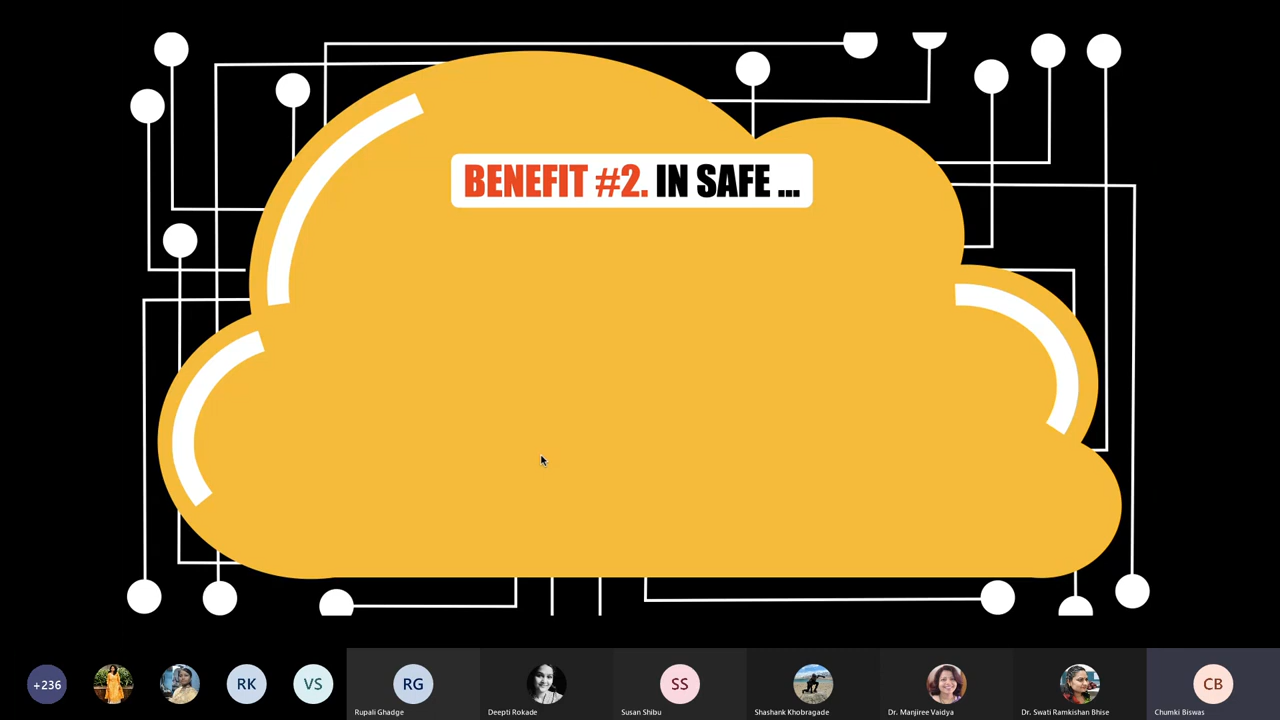 BENEFIT #2. IN SAFE ...
+236
RK
VS
RG
SS
CB
Rupali Ghadge
Deepti Rokade
Susan Shibu
Shashank Khobragade
Dr. Manjiree Vaidya
Dr. Swati Ramkishan Bhise
Chumki Biswas